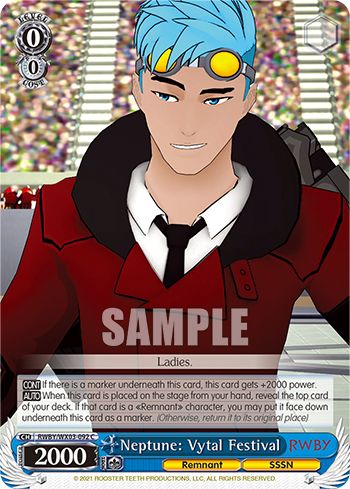 LEVEL
0
0
COST
SAMPLE
Ladies.
CONT If there is a marker underneath this card, this card gets +2000 power.
AUTO When this card is placed on the stage from your hand, reveal the top card
of your deck. If that card is a «Remnant» character, you may put it face down
underneath this card as a marker. (Otherwise, return it to its original place)
CH RWBY/WX03-092 C
Neptune: Vytal Festival RWBY
POWER 2000
Remnant SSSN
© 2021 ROOSTER TEETH PRODUCTIONS, LLC, ALL RIGHTS RESERVED.